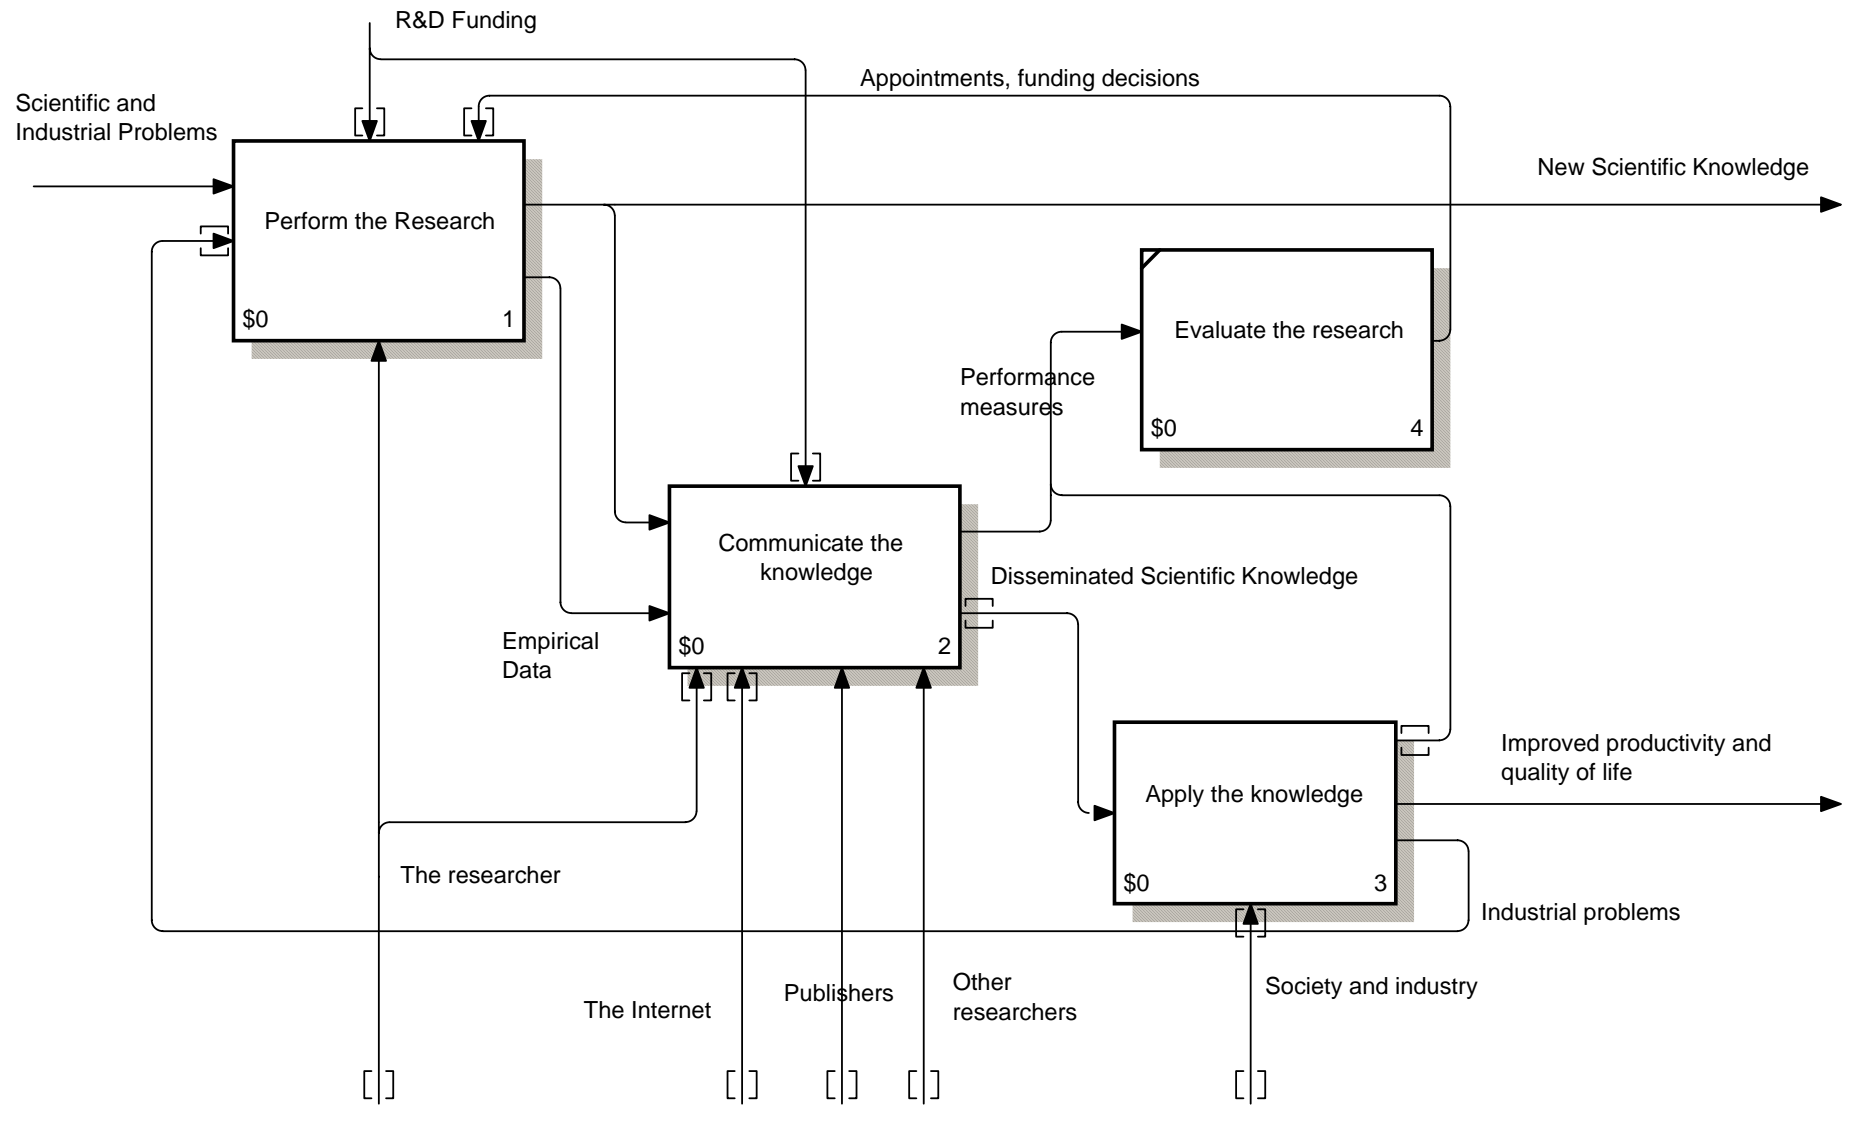 R&D Funding
Appointments, funding decisions
Scientific and
Industrial Problems
New Scientific Knowledge
Perform the Research
$0 1
Evaluate the research
$0 4
Performance
measures
Communicate the
knowledge
$0 2
Disseminated Scientific Knowledge
Empirical
Data
Improved productivity and
quality of life
Apply the knowledge
$0 3
The researcher
Industrial problems
The Internet
Publishers
Other
researchers
Society and industry